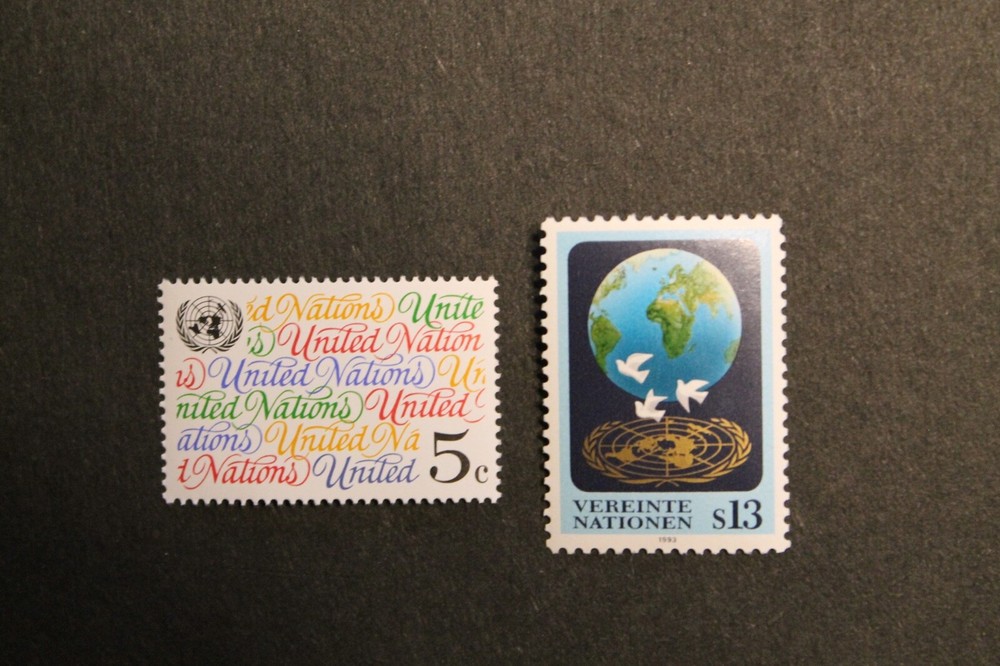 d Nations Unite
s United Nation
ns United Nations Un
nited Nations United
ations United Na
t Nations United
5c
VEREINTE
NATIONEN s13
1993